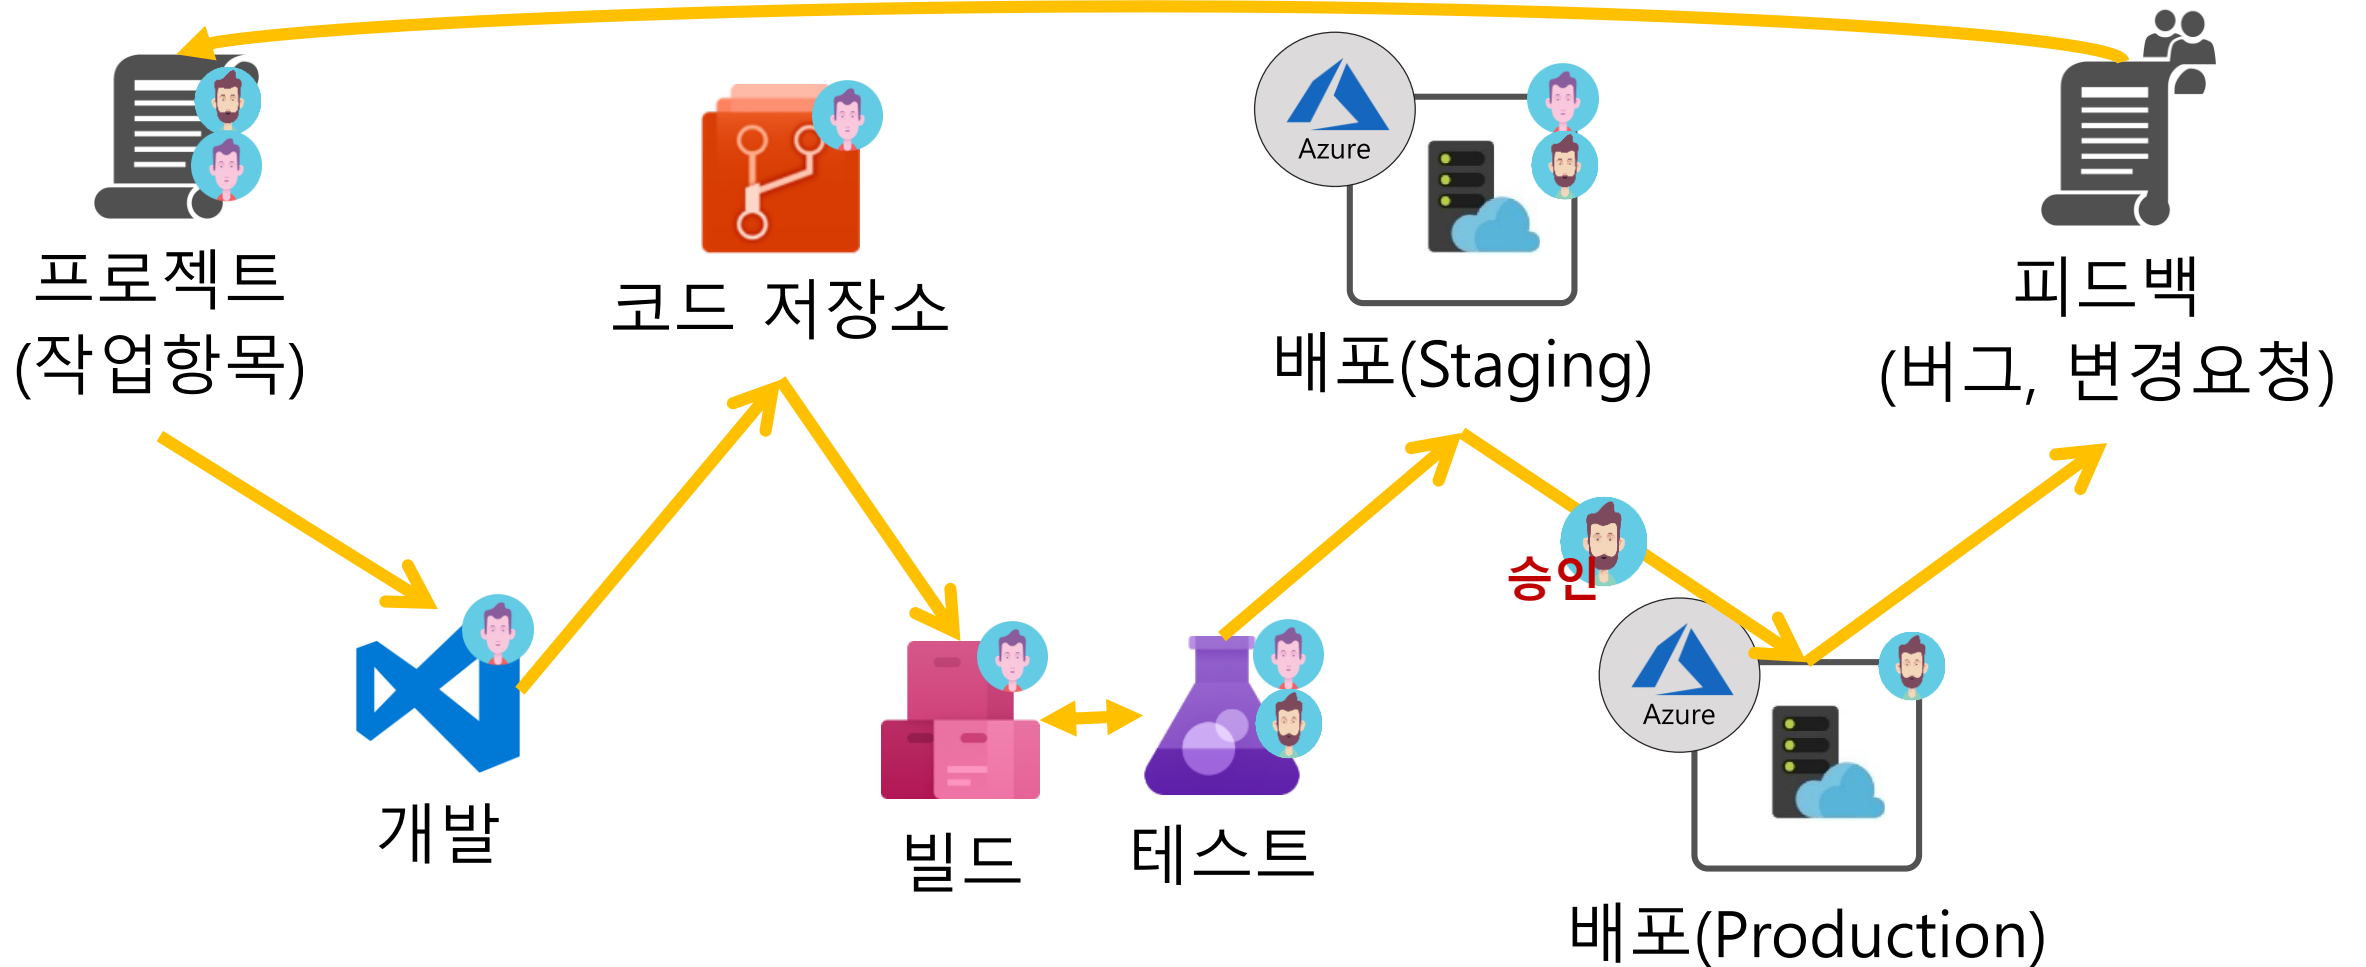 프로젝트
(작업항목)
개발
코드 저장소
빌드
테스트
Azure
배포(Staging)
승인
Azure
배포(Production)
피드백
(버그, 변경요청)